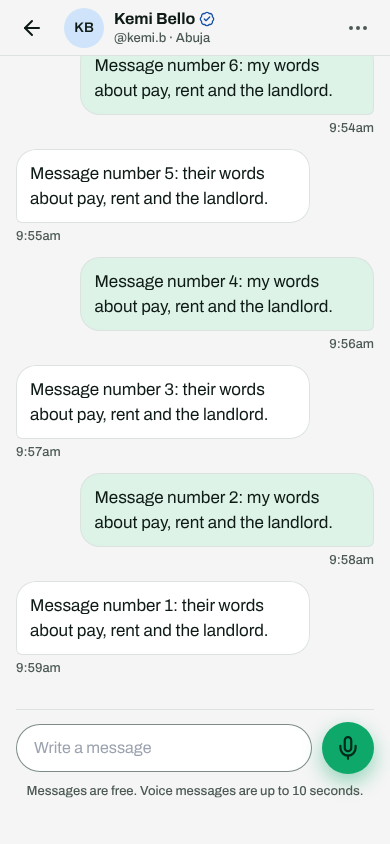 KB
Kemi Bello
@kemi.b · Abuja
Message number 6: my words
about pay, rent and the landlord.
9:54am
Message number 5: their words
about pay, rent and the landlord.
9:55am
Message number 4: my words
about pay, rent and the landlord.
9:56am
Message number 3: their words
about pay, rent and the landlord.
9:57am
Message number 2: my words
about pay, rent and the landlord.
9:58am
Message number 1: their words
about pay, rent and the landlord.
9:59am
Write a message
Messages are free. Voice messages are up to 10 seconds.